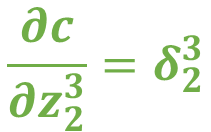 ∂c/∂z₂³ = δ₂³